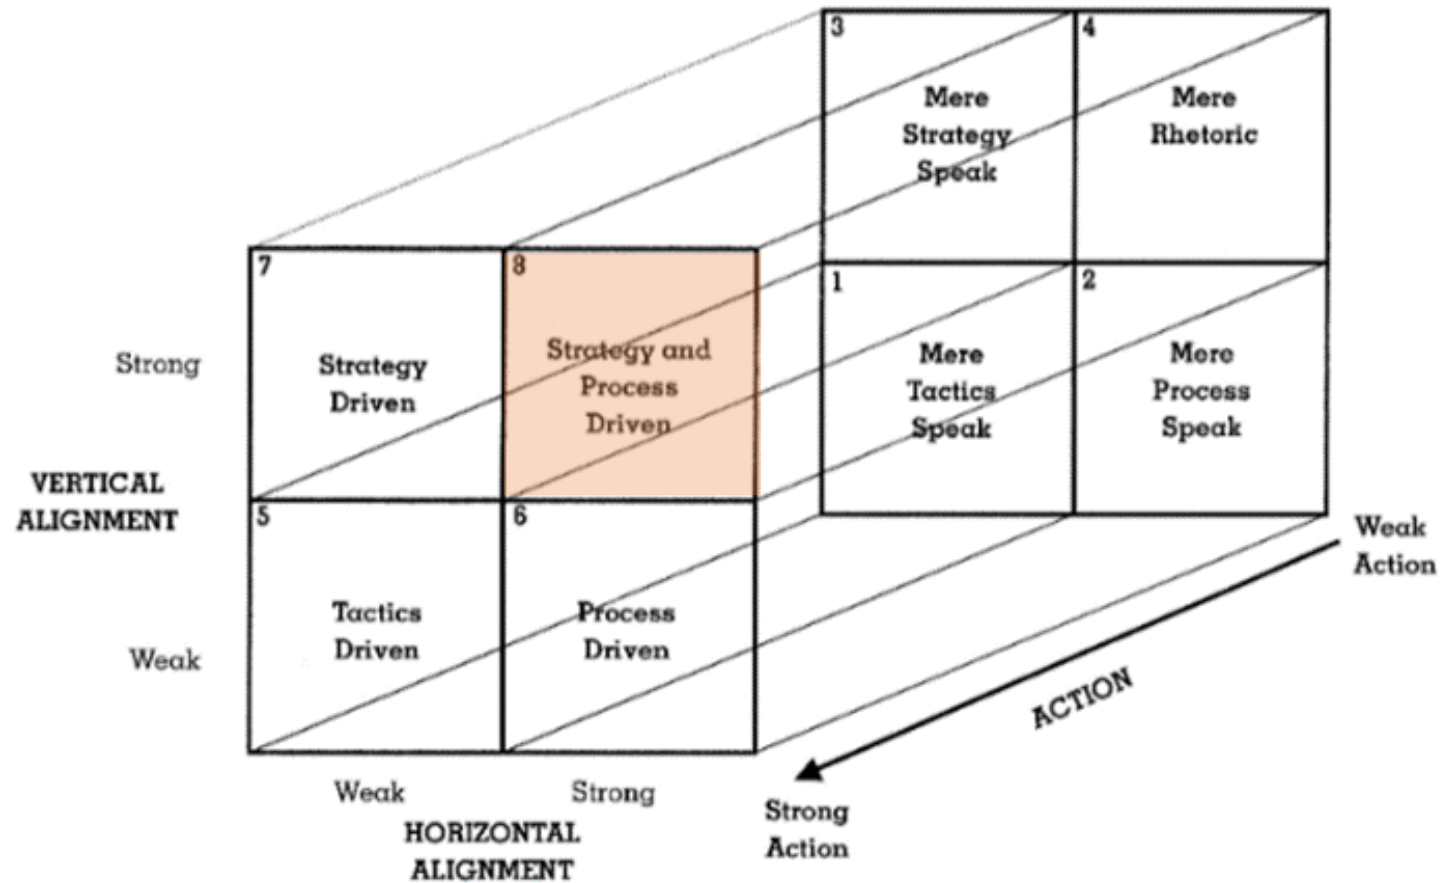 3
Mere
Strategy
Speak
4
Mere
Rhetoric
7
Strategy
Driven
8
Strategy and
Process
Driven
1
Mere
Tactics
Speak
2
Mere
Process
Speak
Strong
VERTICAL
ALIGNMENT
5
Tactics
Driven
6
Process
Driven
Weak
Weak
Action
ACTION
Weak
Strong
HORIZONTAL
ALIGNMENT
Strong
Action